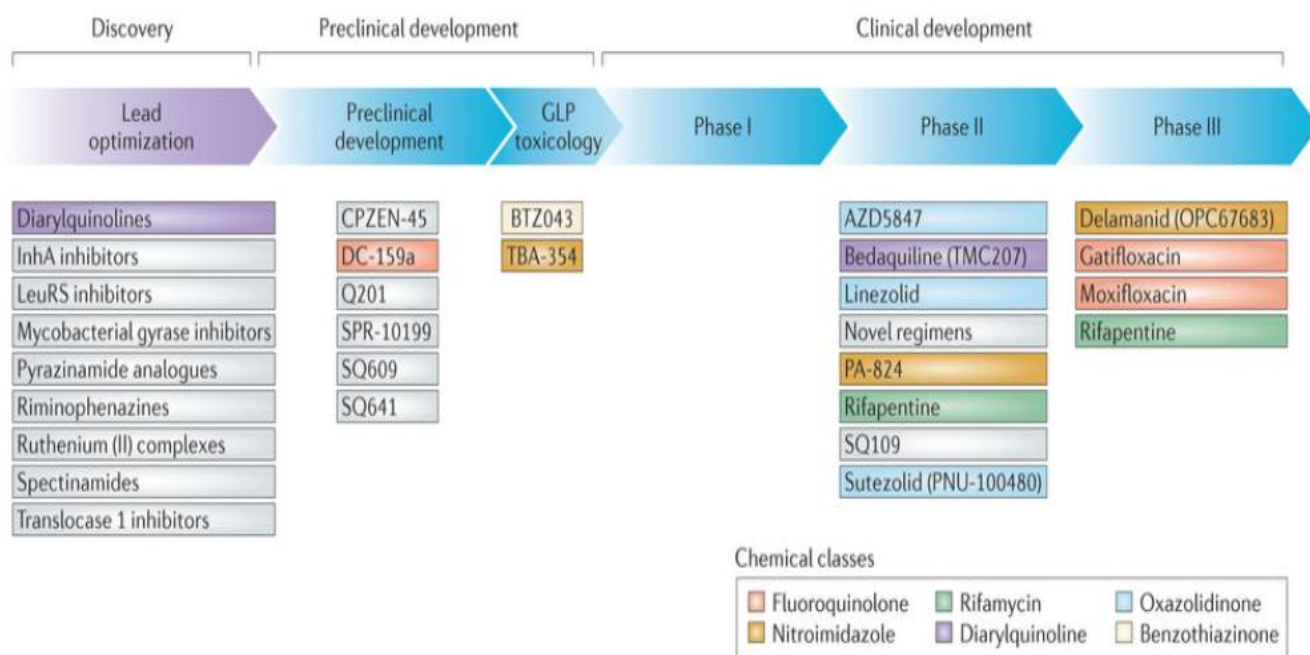 Discovery
Preclinical development
Clinical development
Lead
optimization
Preclinical
development
GLP
toxicology
Phase I
Phase II
Phase III
Diarylquinolines
InhA inhibitors
LeuRS inhibitors
Mycobacterial gyrase inhibitors
Pyrazinamide analogues
Riminophenazines
Ruthenium (II) complexes
Spectinamides
Translocase 1 inhibitors
CPZEN-45
DC-159a
Q201
SPR-10199
SQ609
SQ641
BTZ043
TBA-354
AZD5847
Bedaquiline (TMC207)
Linezolid
Novel regimens
PA-824
Rifapentine
SQ109
Sutezolid (PNU-100480)
Delamanid (OPC67683)
Gatifloxacin
Moxifloxacin
Rifapentine
Chemical classes
Fluoroquinolone
Rifamycin
Oxazolidinone
Nitroimidazole
Diarylquinoline
Benzothiazinone